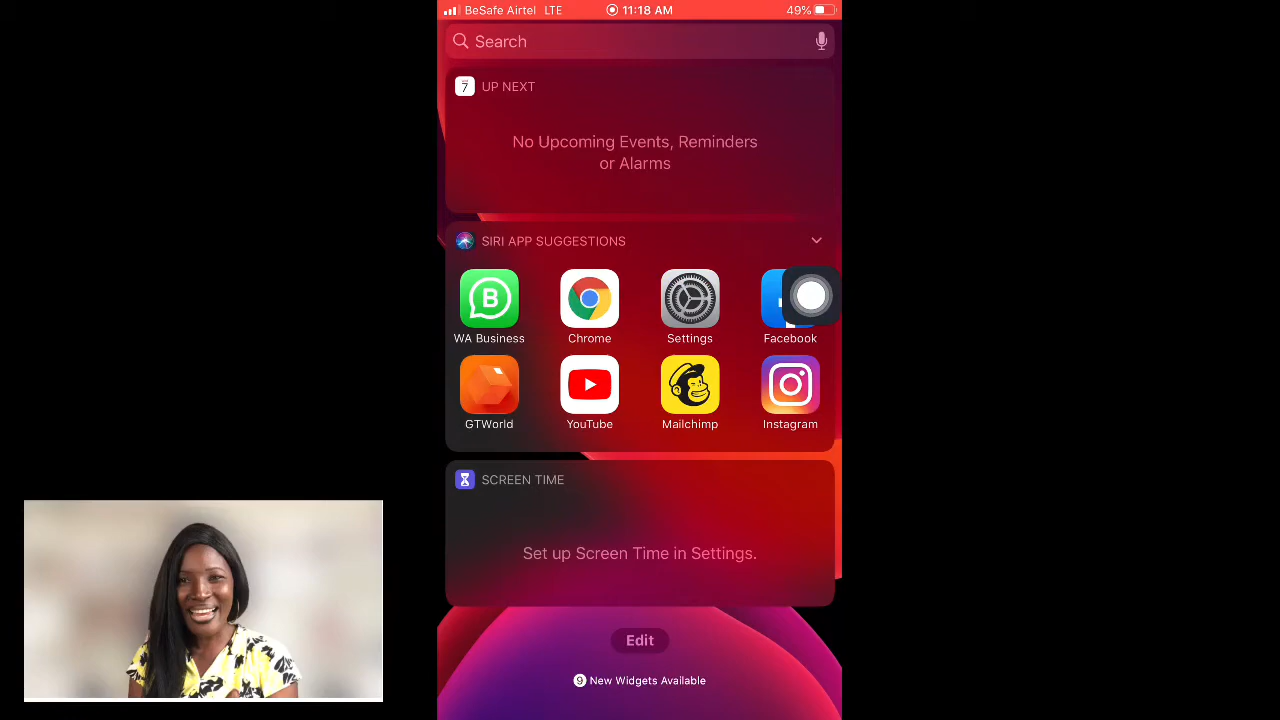 BeSafe Airtel LTE 11:18 AM 49%
Search
7 UP NEXT
No Upcoming Events, Reminders
or Alarms
SIRI APP SUGGESTIONS
B
WA Business Chrome Settings Facebook
GTWorld YouTube Mailchimp Instagram
SCREEN TIME
Set up Screen Time in Settings.
Edit
9 New Widgets Available